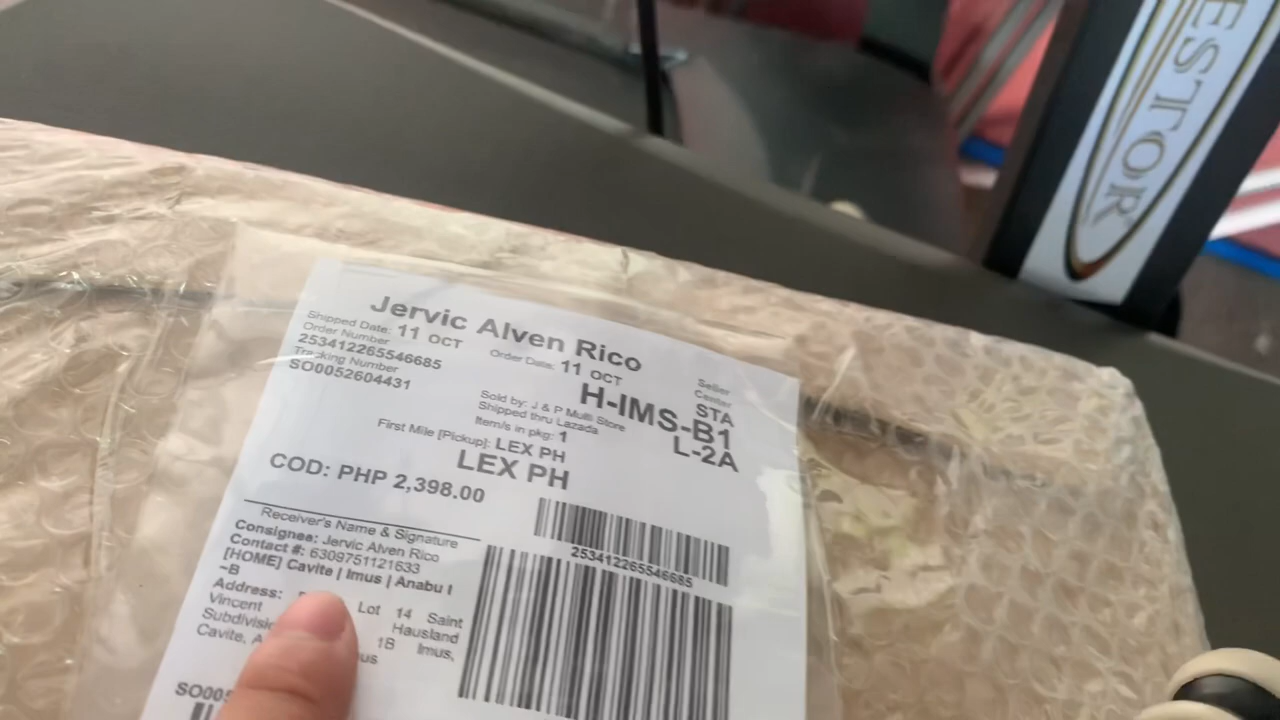 ESTOR
Jervic Alven Rico
Shipped Date: 11 OCT
Order Date: 11 OCT
Order Number
253412265546685
Tracking Number
SO0052604431
Seller
Center
STA
H-IMS-B1
L-2A
Sold by: J & P Multi Store
Shipped thru Lazada
Item/s in pkg: 1
First Mile [Pickup]: LEX PH
LEX PH
COD: PHP 2,398.00
Receiver's Name & Signature
Consignee: Jervic Alven Rico
Contact #: 6309751121633
[HOME] Cavite | Imus | Anabu I
~B
Address: Lot 14 Saint
Vincent Hausland
Subdivisi 1B Imus,
Cavite, A us
253412265546685
SO005